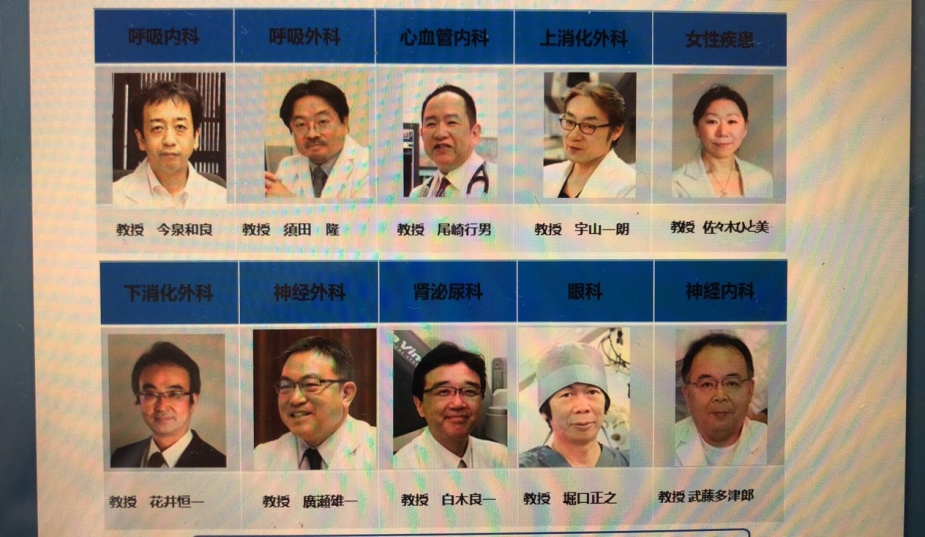 呼吸内科
呼吸外科
心血管内科
上消化外科
女性疾患
教授 今泉和良
教授 須田 隆
教授 尾崎行男
教授 宇山一朗
教授 佐々木ひと美
下消化外科
神经外科
肾泌尿科
眼科
神経内科
教授 花井恒一
教授 廣瀬雄一
教授 白木良一
教授 堀口正之
教授 武藤多津郎